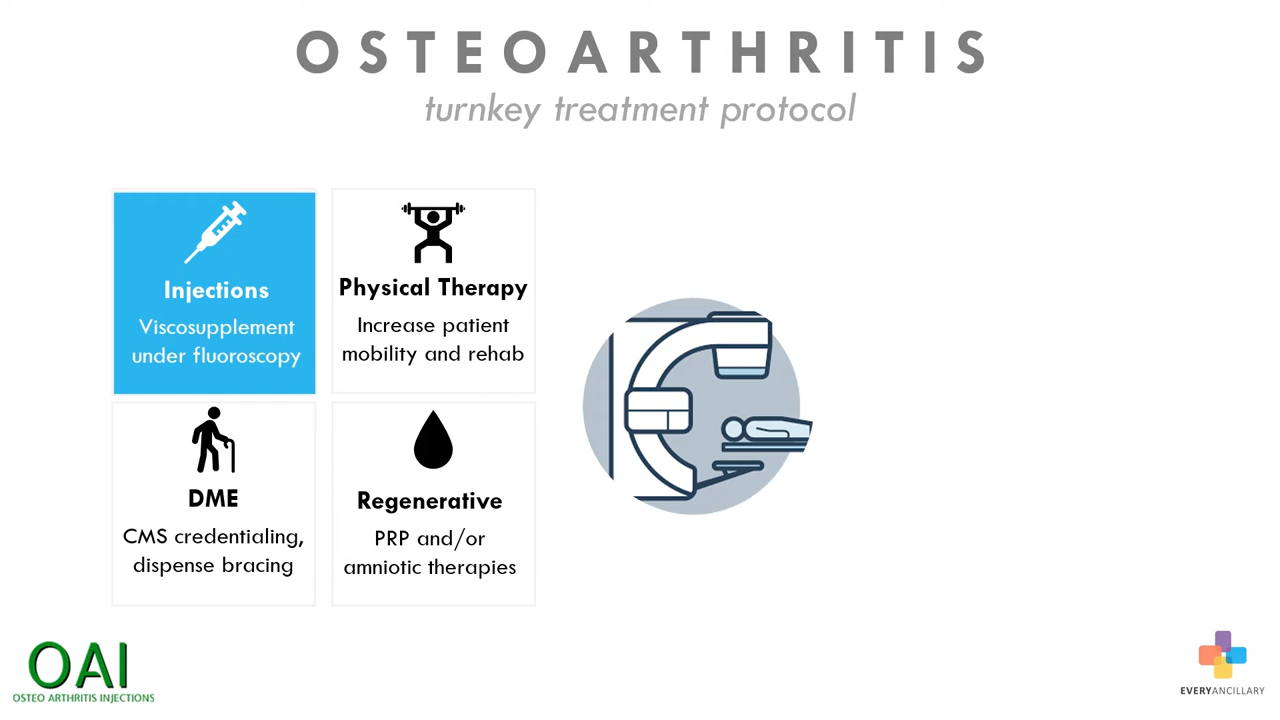 OSTEOARTHRITIS
turnkey treatment protocol
Injections
Viscosupplement
under fluoroscopy
Physical Therapy
Increase patient
mobility and rehab
DME
CMS credentialing,
dispense bracing
Regenerative
PRP and/or
amniotic therapies
OAI
OSTEO ARTHRITIS INJECTIONS
EVERYANCILLARY